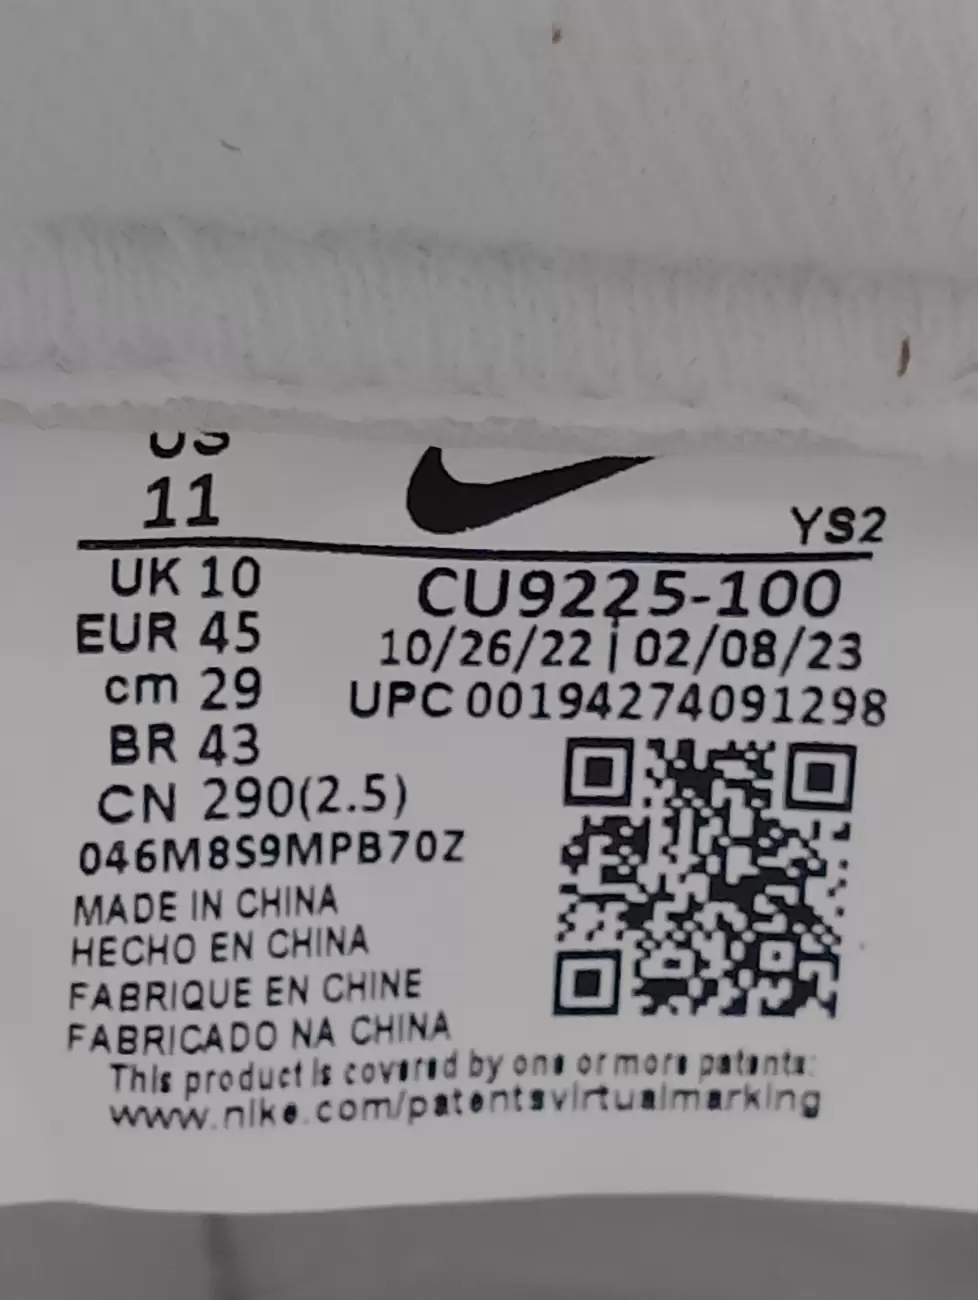 US
11
YS2
UK 10
EUR 45
cm 29
BR 43
CN 290(2.5)
CU9225-100
10/26/22 | 02/08/23
UPC 00194274091298
046M8S9MPB70Z
MADE IN CHINA
HECHO EN CHINA
FABRIQUE EN CHINE
FABRICADO NA CHINA
This product is covered by one or more patents:
www.nike.com/patentsvirtualmarking